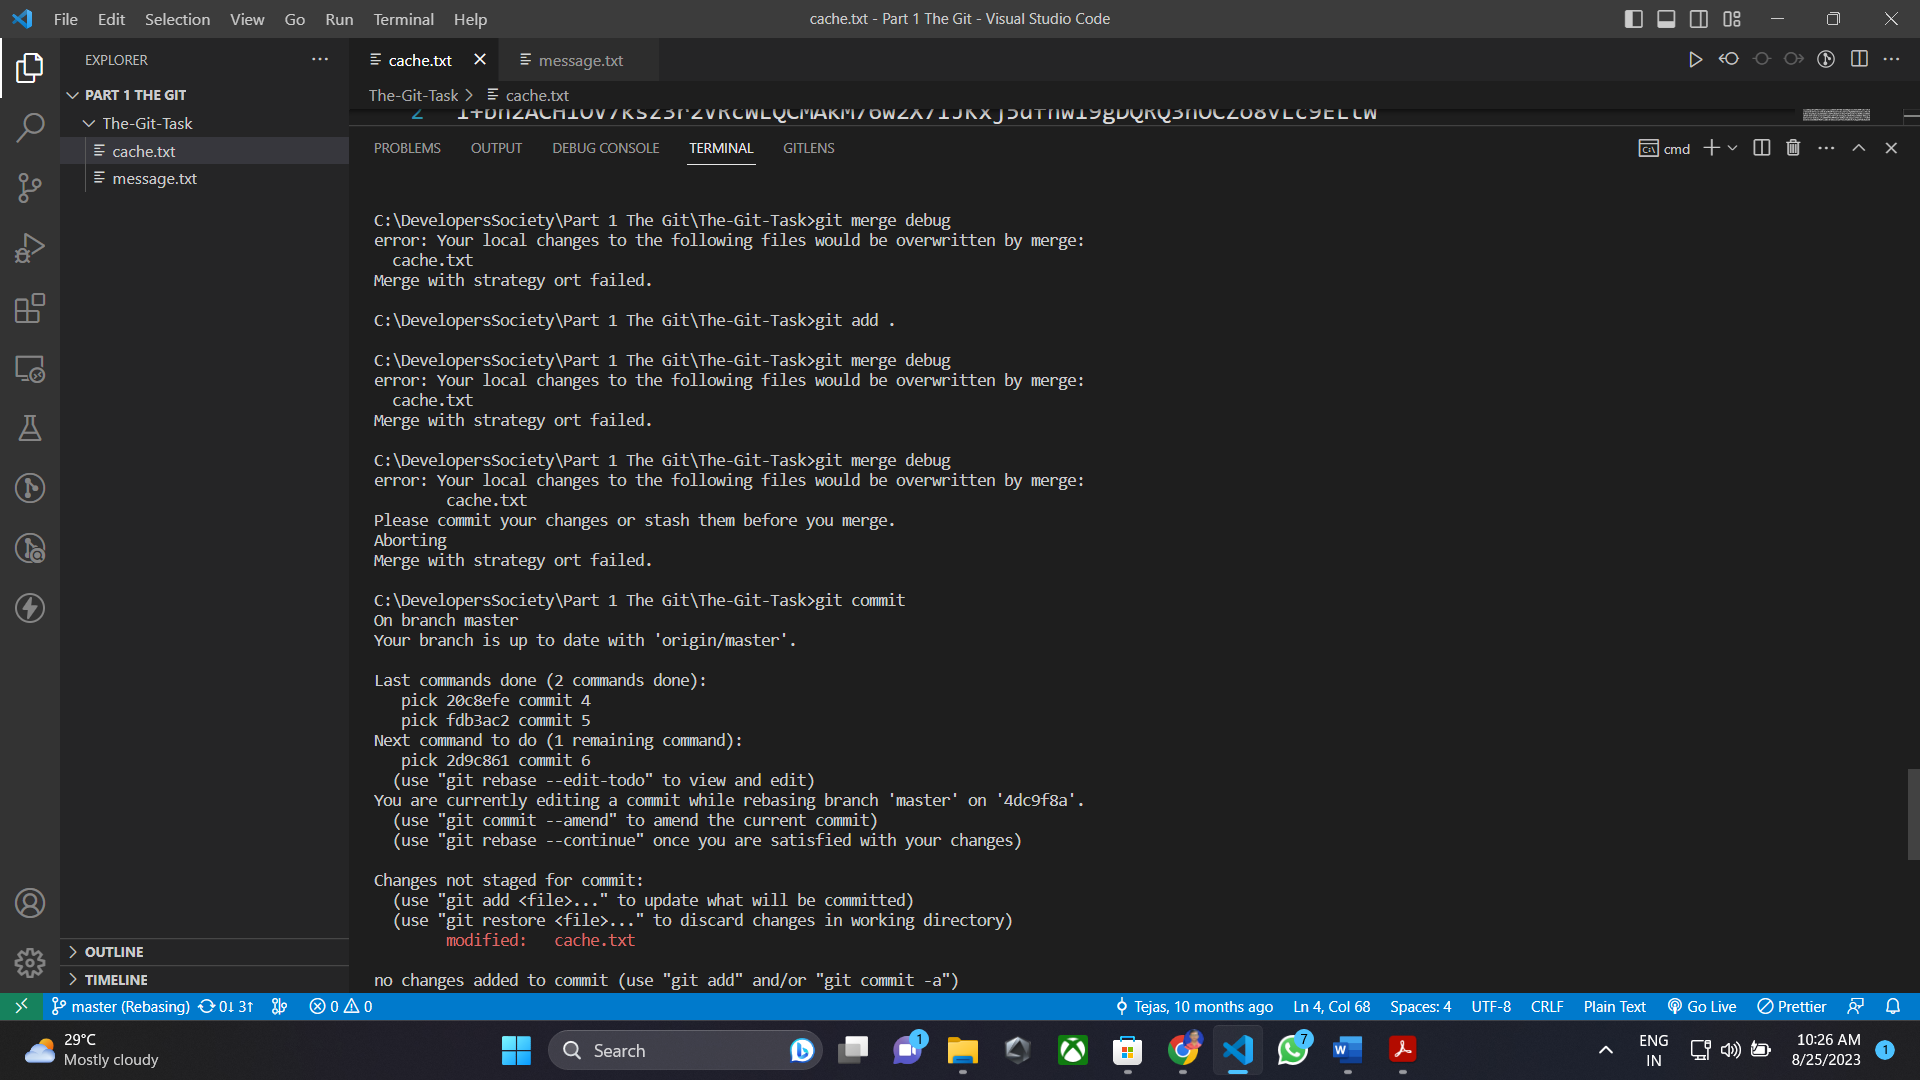 File Edit Selection View Go Run Terminal Help
cache.txt - Part 1 The Git - Visual Studio Code
EXPLORER
PART 1 THE GIT
The-Git-Task
cache.txt
message.txt
OUTLINE
TIMELINE
cache.txt
message.txt
The-Git-Task > cache.txt
2
PROBLEMS OUTPUT DEBUG CONSOLE TERMINAL GITLENS
cmd
C:\DevelopersSociety\Part 1 The Git\The-Git-Task>git merge debug
error: Your local changes to the following files would be overwritten by merge:
cache.txt
Merge with strategy ort failed.
C:\DevelopersSociety\Part 1 The Git\The-Git-Task>git add .
C:\DevelopersSociety\Part 1 The Git\The-Git-Task>git merge debug
error: Your local changes to the following files would be overwritten by merge:
cache.txt
Merge with strategy ort failed.
C:\DevelopersSociety\Part 1 The Git\The-Git-Task>git merge debug
error: Your local changes to the following files would be overwritten by merge:
cache.txt
Please commit your changes or stash them before you merge.
Aborting
Merge with strategy ort failed.
C:\DevelopersSociety\Part 1 The Git\The-Git-Task>git commit
On branch master
Your branch is up to date with 'origin/master'.
Last commands done (2 commands done):
pick 20c8efe commit 4
pick fdb3ac2 commit 5
Next command to do (1 remaining command):
pick 2d9c861 commit 6
(use "git rebase --edit-todo" to view and edit)
You are currently editing a commit while rebasing branch 'master' on '4dc9f8a'.
(use "git commit --amend" to amend the current commit)
(use "git rebase --continue" once you are satisfied with your changes)
Changes not staged for commit:
(use "git add <file>..." to update what will be committed)
(use "git restore <file>..." to discard changes in working directory)
modified: cache.txt
no changes added to commit (use "git add" and/or "git commit -a")
master (Rebasing) 0↓ 3↑ 0 0 Tejas, 10 months ago Ln 4, Col 68 Spaces: 4 UTF-8 CRLF Plain Text Go Live Prettier
29°C
Mostly cloudy
Search
1
7
ENG
IN
10:26 AM
8/25/2023
1